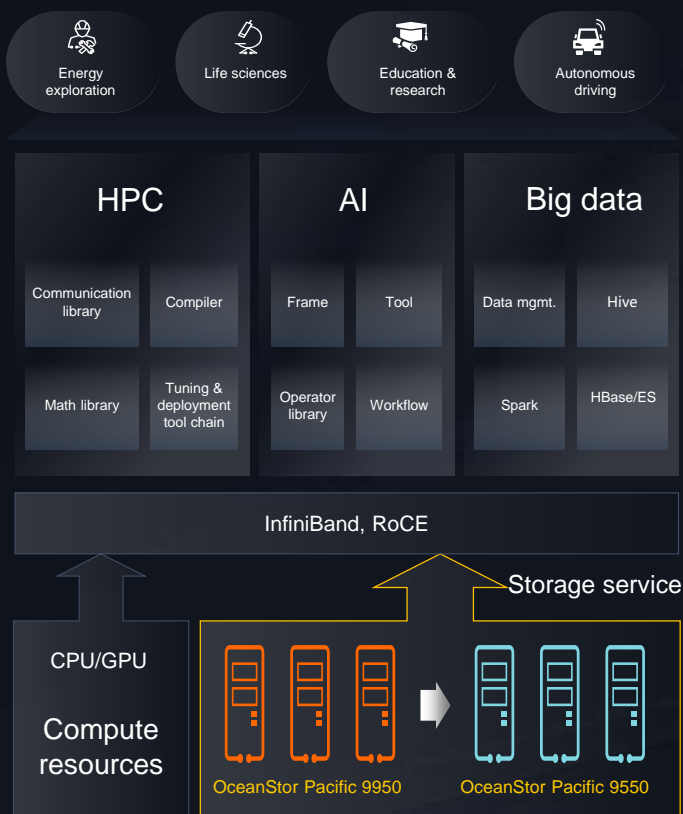 Energy
exploration
Life sciences
Education &
research
Autonomous
driving
HPC
AI
Big data
Communication
library
Compiler
Frame
Tool
Data mgmt.
Hive
Math library
Tuning &
deployment
tool chain
Operator
library
Workflow
Spark
HBase/ES
InfiniBand, RoCE
Storage service
CPU/GPU
Compute
resources
OceanStor Pacific 9950
OceanStor Pacific 9550